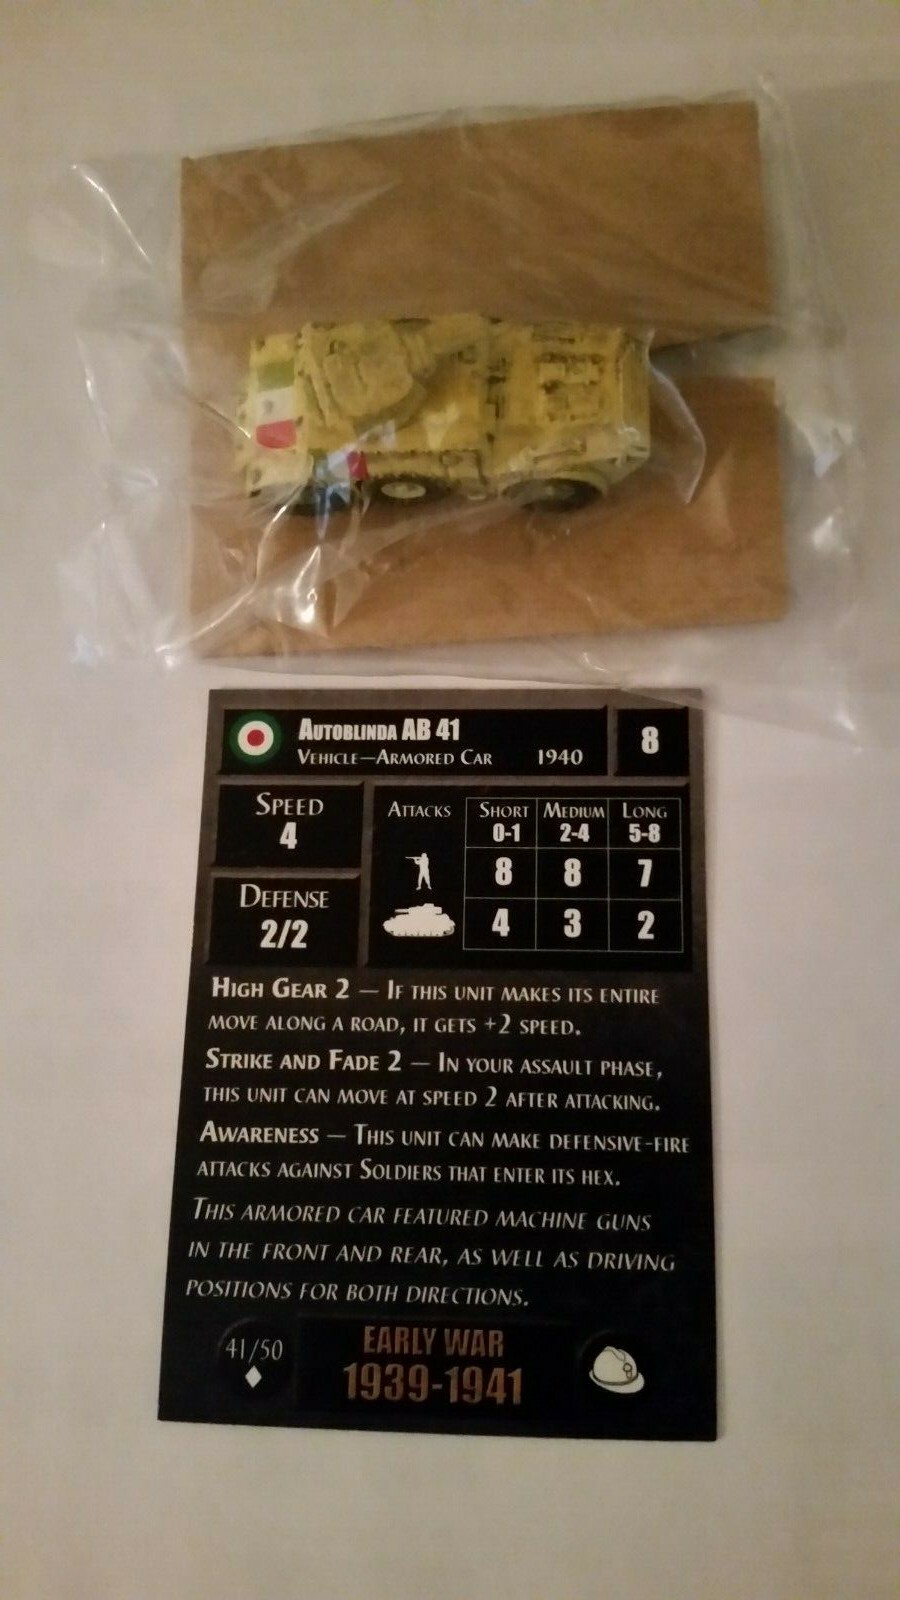 Autoblinda AB 41
Vehicle—Armored Car 1940
8
Speed
4
Defense
2/2
Attacks Short Medium Long
0-1 2-4 5-8
8 8 7
4 3 2
High Gear 2 — If this unit makes its entire
move along a road, it gets +2 speed.
Strike and Fade 2 — In your assault phase,
this unit can move at speed 2 after attacking.
Awareness — This unit can make defensive-fire
attacks against Soldiers that enter its hex.
This armored car featured machine guns
in the front and rear, as well as driving
positions for both directions.
41/50
EARLY WAR
1939-1941